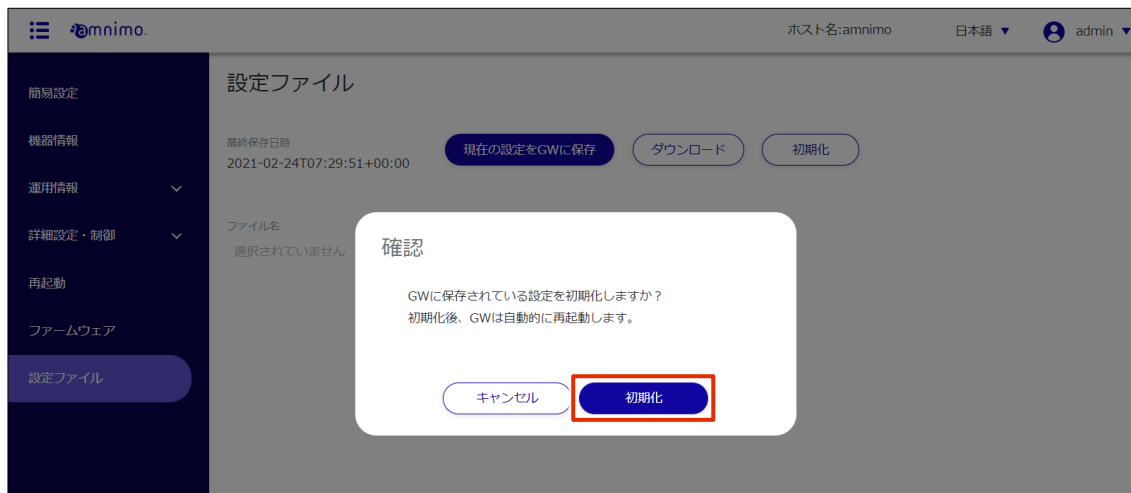 amnimo.
ホスト名:amnimo
日本語 ▼
admin ▼
簡易設定
機器情報
運用情報
詳細設定・制御
再起動
ファームウェア
設定ファイル
設定ファイル
最終保存日時
2021-02-24T07:29:51+00:00
現在の設定をGWに保存
ダウンロード
初期化
ファイル名
選択されていません
確認
GWに保存されている設定を初期化しますか？
初期化後、GWは自動的に再起動します。
キャンセル
初期化